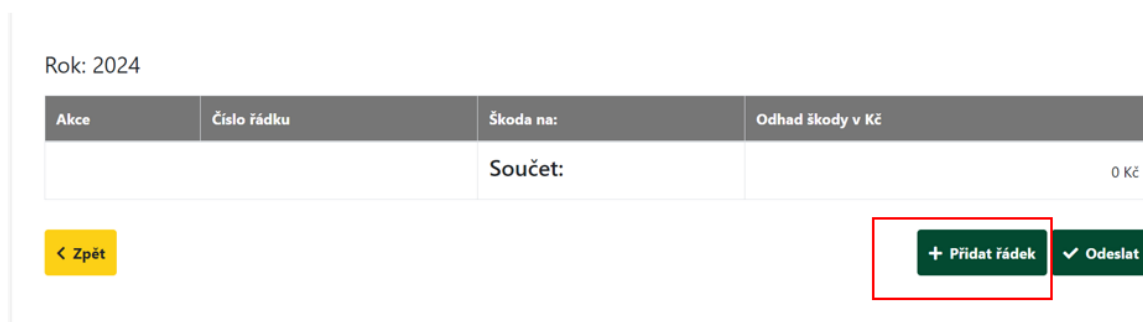 Rok: 2024
Akce Číslo řádku Škoda na: Odhad škody v Kč
Součet: 0 Kč
Zpět Přidat řádek Odeslat